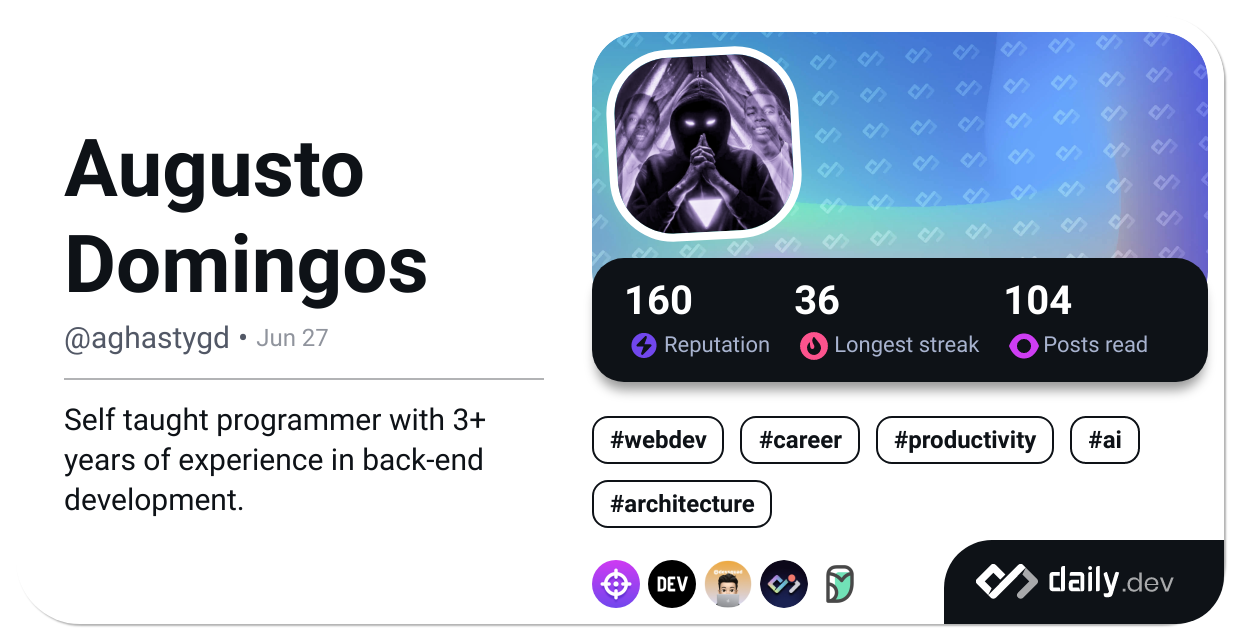 Augusto
Domingos
@aghastygd • Jun 27
Self taught programmer with 3+
years of experience in back-end
development.
160 36 104
Reputation Longest streak Posts read
#webdev #career #productivity #ai
#architecture
DEV
daily.dev